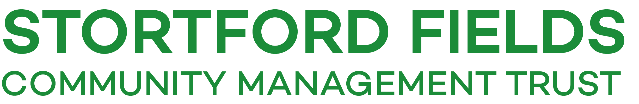 STORTFORD FIELDS
COMMUNITY MANAGEMENT TRUST